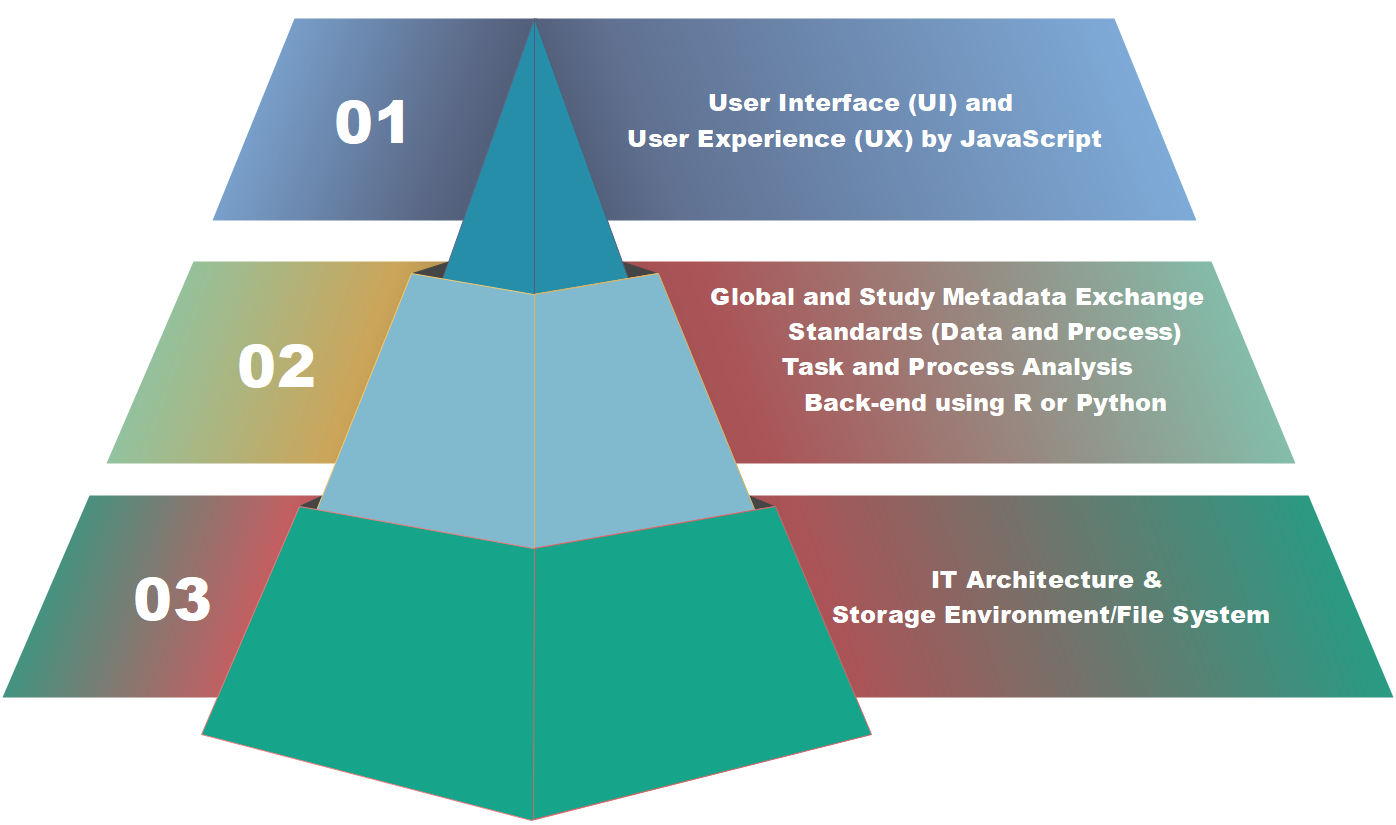 01
User Interface (UI) and
User Experience (UX) by JavaScript
02
Global and Study Metadata Exchange
Standards (Data and Process)
Task and Process Analysis
Back-end using R or Python
03
IT Architecture &
Storage Environment/File System